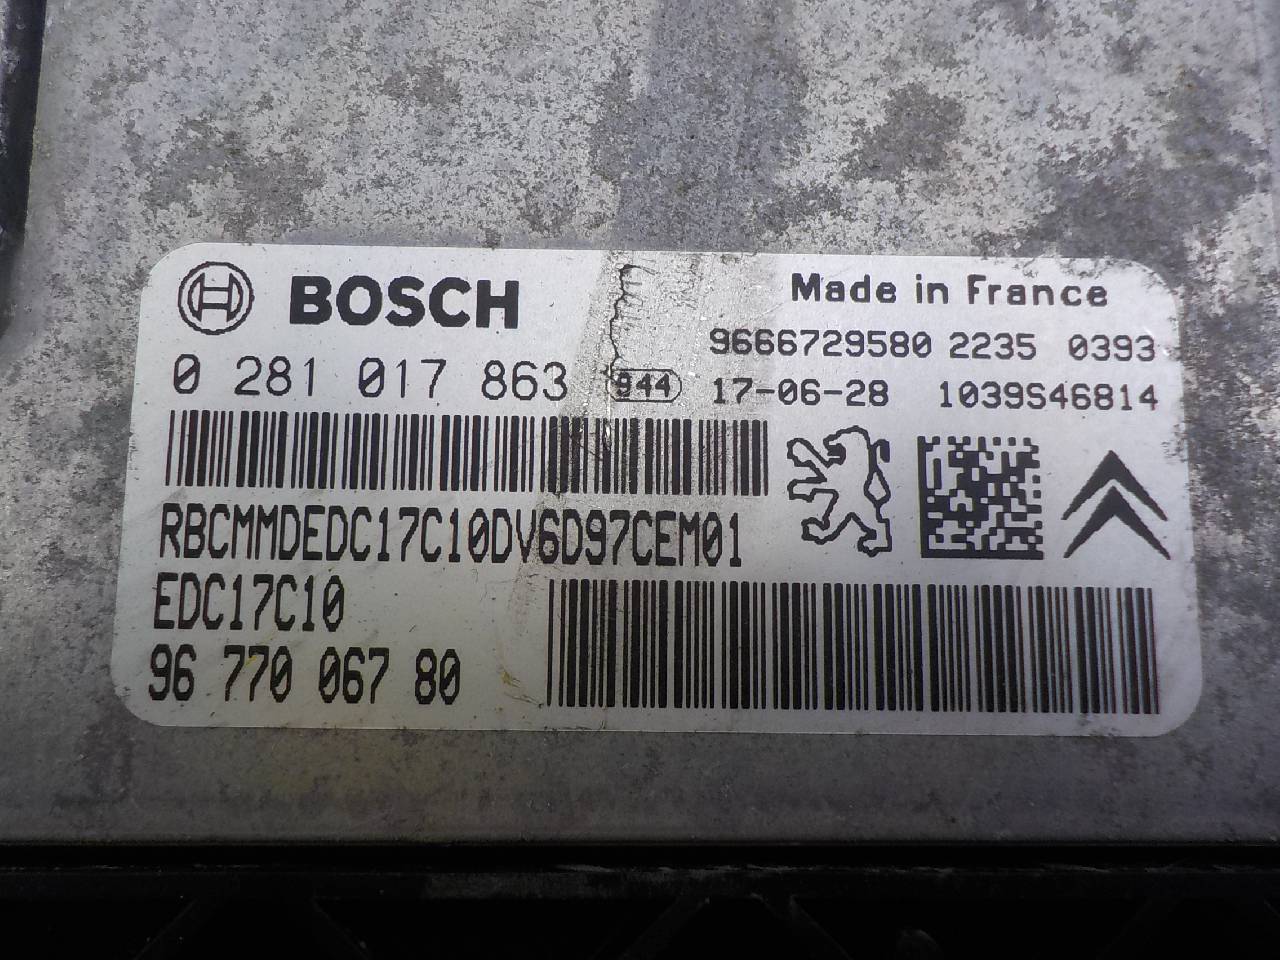 BOSCH
Made in France
9666729580 2235 0393
0 281 017 863 944 17-06-28 1039S46814
RBCMMDEDC17C10DV6D97CEM01
EDC17C10
96 770 067 80